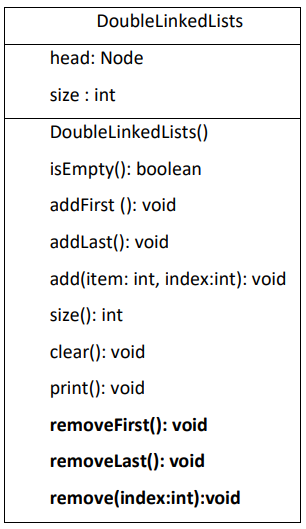 DoubleLinkedLists
head: Node
size : int
DoubleLinkedLists()
isEmpty(): boolean
addFirst (): void
addLast(): void
add(item: int, index:int): void
size(): int
clear(): void
print(): void
removeFirst(): void
removeLast(): void
remove(index:int):void